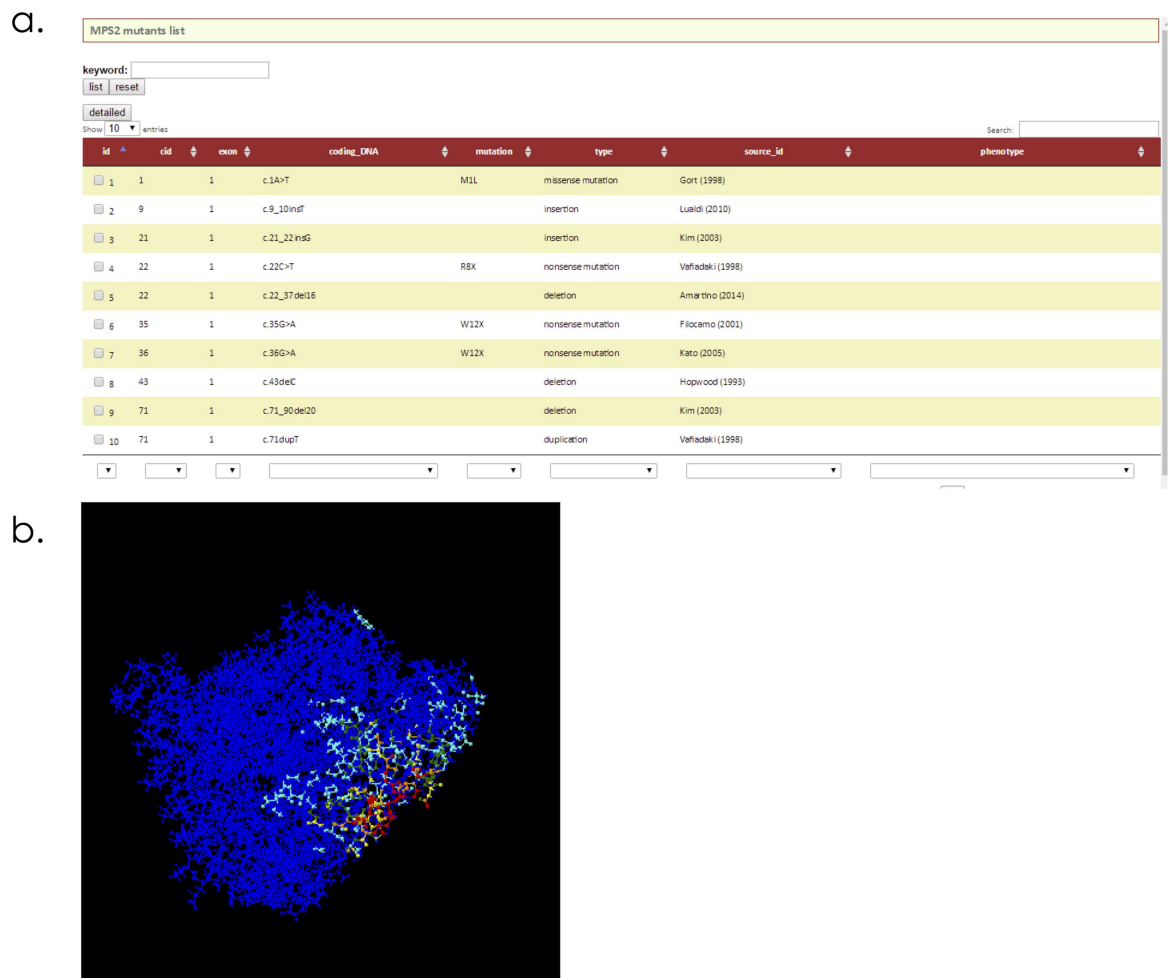 a.
MPS2 mutants list
keyword:
list reset
detailed
Show 10 entries
Search:
id cid exon coding_DNA mutation type source_id phenotype
1 1 1 c.1A>T M1L missense mutation Gort (1998)
2 9 1 c.9_10insT insertion Lualdi (2010)
3 21 1 c.21_22insG insertion Kim (2003)
4 22 1 c.22C>T R8X nonsense mutation Vafiadaki (1998)
5 22 1 c.22_37del16 deletion Amartino (2014)
6 35 1 c.35G>A W12X nonsense mutation Filocamo (2001)
7 36 1 c.36G>A W12X nonsense mutation Kato (2005)
8 43 1 c.43delC deletion Hopwood (1993)
9 71 1 c.71_90del20 deletion Kim (2003)
10 71 1 c.71dupT duplication Vafiadaki (1998)
b.